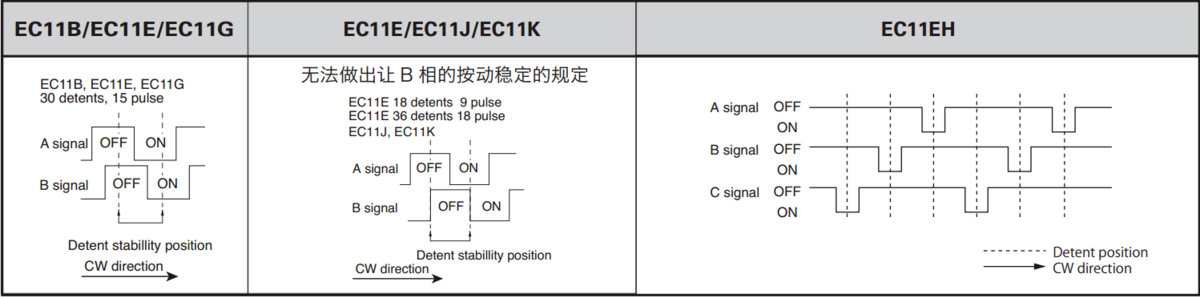 EC11B/EC11E/EC11G
EC11E/EC11J/EC11K
EC11EH
EC11B, EC11E, EC11G
30 detents, 15 pulse
A signal OFF ON
B signal OFF ON
Detent stabillity position
CW direction
无法做出让 B 相的按动稳定的规定
EC11E 18 detents 9 pulse
EC11E 36 detents 18 pulse
EC11J, EC11K
A signal OFF ON
B signal OFF ON
Detent stabillity position
CW direction
A signal OFF
ON
B signal OFF
ON
C signal OFF
ON
Detent position
CW direction